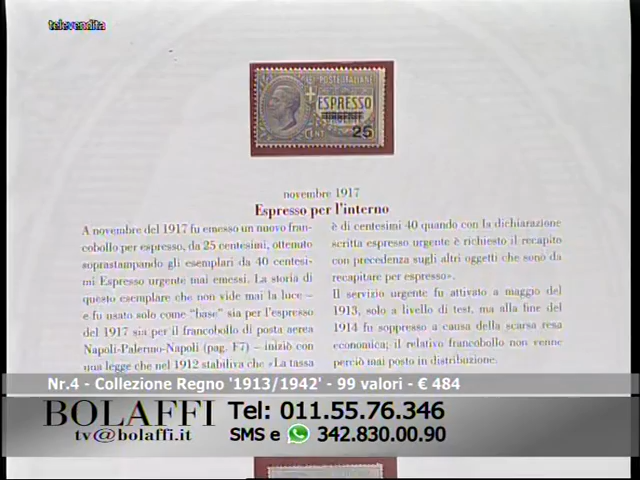 televendita
POSTE ITALIANE
ESPRESSO
URGENTE
CENT. 25
novembre 1917
Espresso per l'interno
A novembre del 1917 fu emesso un nuovo fran-
cobollo per espresso, da 25 centesimi, ottenuto
soprastampando gli esemplari da 40 centesi-
mi Espresso urgente mai emessi. La storia di
questo esemplare che non vide mai la luce –
e fu usato solo come "base" sia per l'espresso
del 1917 sia per il francobollo di posta aerea
Napoli-Palermo-Napoli (pag. F7) – iniziò con
una legge che nel 1912 stabiliva che «La tassa
è di centesimi 40 quando con la dichiarazione
scritta espresso urgente è richiesto il recapito
con precedenza sugli altri oggetti che sono da
recapitare per espresso».
Il servizio urgente fu attivato a maggio del
1913, solo a livello di test, ma alla fine del
1914 fu soppresso a causa della scarsa resa
economica; il relativo francobollo non venne
perciò mai posto in distribuzione.
Nr.4 - Collezione Regno '1913/1942' - 99 valori - € 484
BOLAFFI
tv@bolaffi.it
Tel: 011.55.76.346
SMS e 342.830.00.90